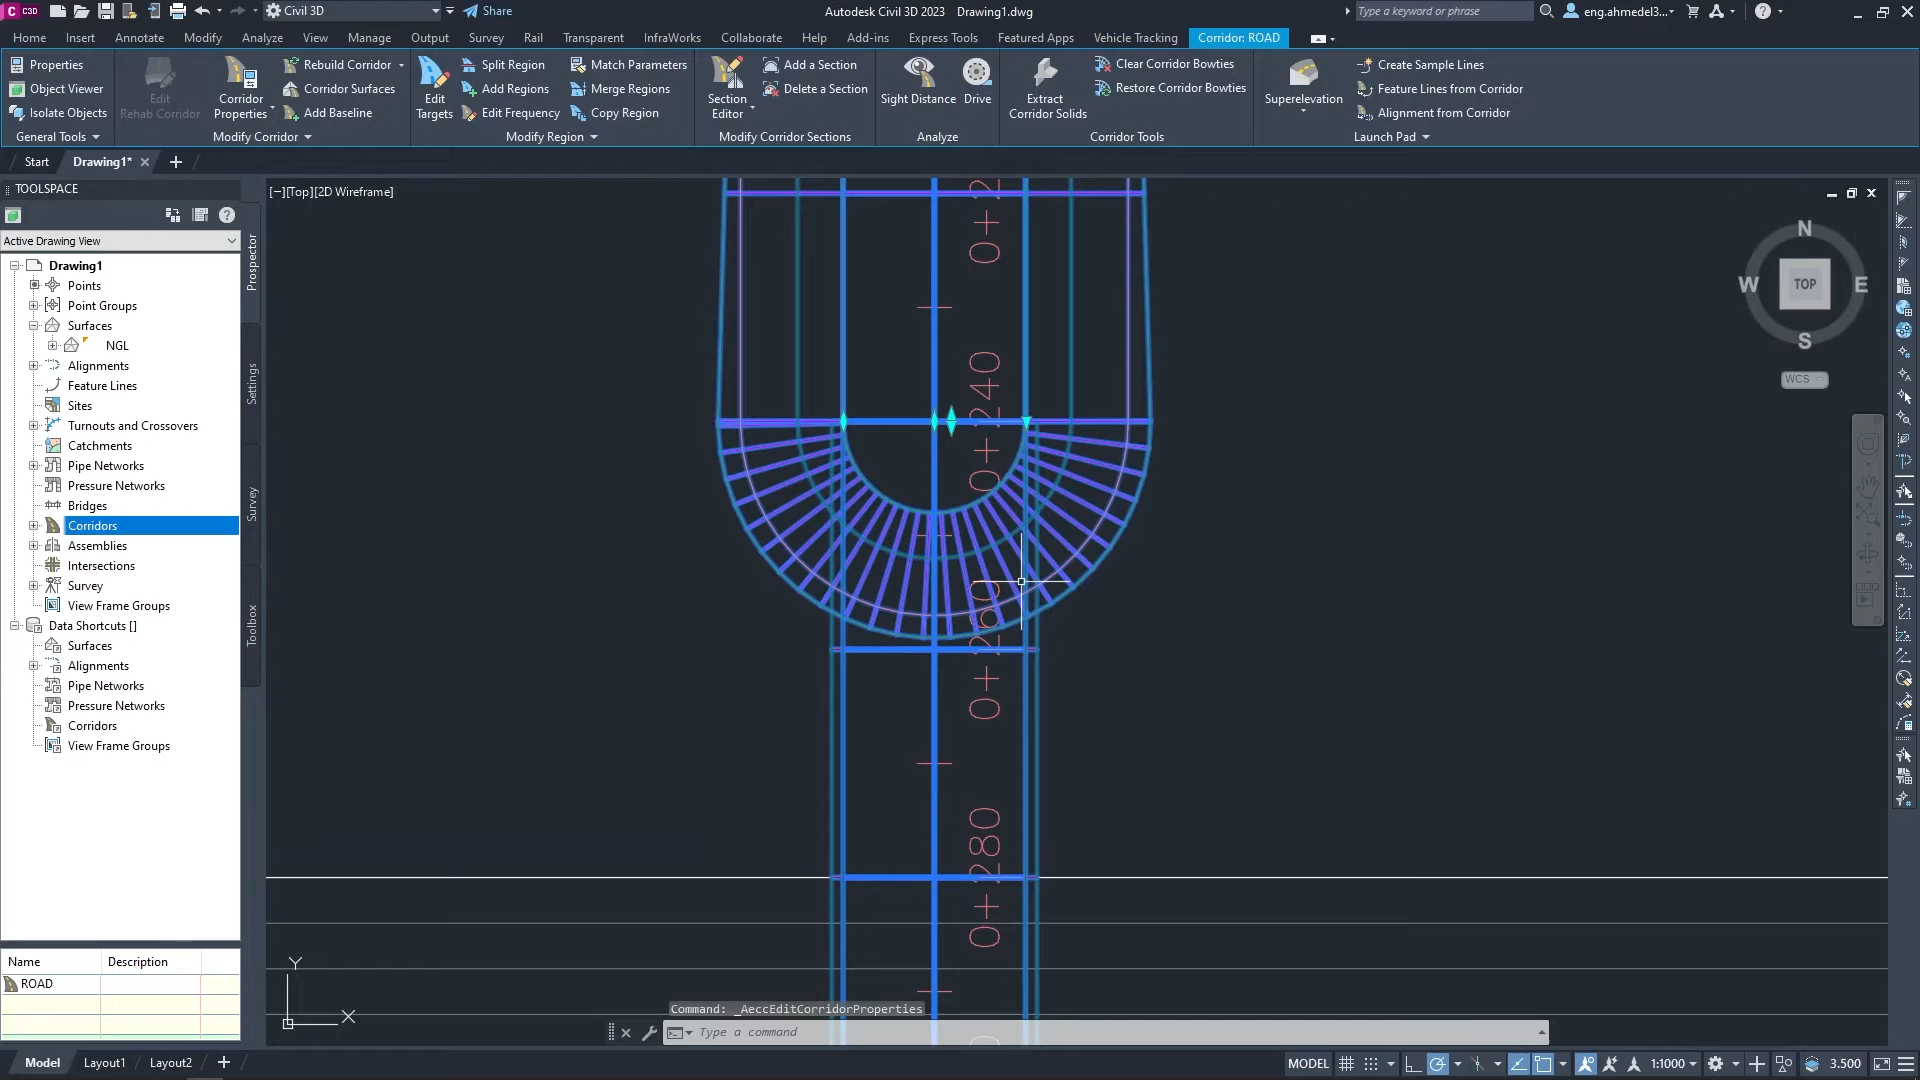 C3D Civil 3D Share Autodesk Civil 3D 2023 Drawing1.dwg Type a keyword or phrase eng.ahmedel3...
Home Insert Annotate Modify Analyze View Manage Output Survey Rail Transparent InfraWorks Collaborate Help Add-ins Express Tools Featured Apps Vehicle Tracking Corridor: ROAD
Properties
Object Viewer
Isolate Objects
General Tools
Edit
Rehab Corridor
Corridor
Properties
Rebuild Corridor
Corridor Surfaces
Add Baseline
Modify Corridor
Edit
Targets
Split Region
Add Regions
Edit Frequency
Match Parameters
Merge Regions
Copy Region
Modify Region
Section
Editor
Add a Section
Delete a Section
Modify Corridor Sections
Sight Distance
Drive
Analyze
Extract
Corridor Solids
Clear Corridor Bowties
Restore Corridor Bowties
Corridor Tools
Superelevation
Create Sample Lines
Feature Lines from Corridor
Alignment from Corridor
Launch Pad
Start Drawing1*
TOOLSPACE
Active Drawing View
Drawing1
Points
Point Groups
Surfaces
NGL
Alignments
Feature Lines
Sites
Turnouts and Crossovers
Catchments
Pipe Networks
Pressure Networks
Bridges
Corridors
Assemblies
Intersections
Survey
View Frame Groups
Data Shortcuts []
Surfaces
Alignments
Pipe Networks
Pressure Networks
Corridors
View Frame Groups
Prospector
Settings
Survey
Toolbox
Name Description
ROAD
[−][Top][2D Wireframe]
0+2
0+240
0+260
0+280
0
N
W TOP E
S
WCS
Y
X
Command: _AeccEditCorridorProperties
Type a command
Model Layout1 Layout2 +
MODEL 1:1000 3.500